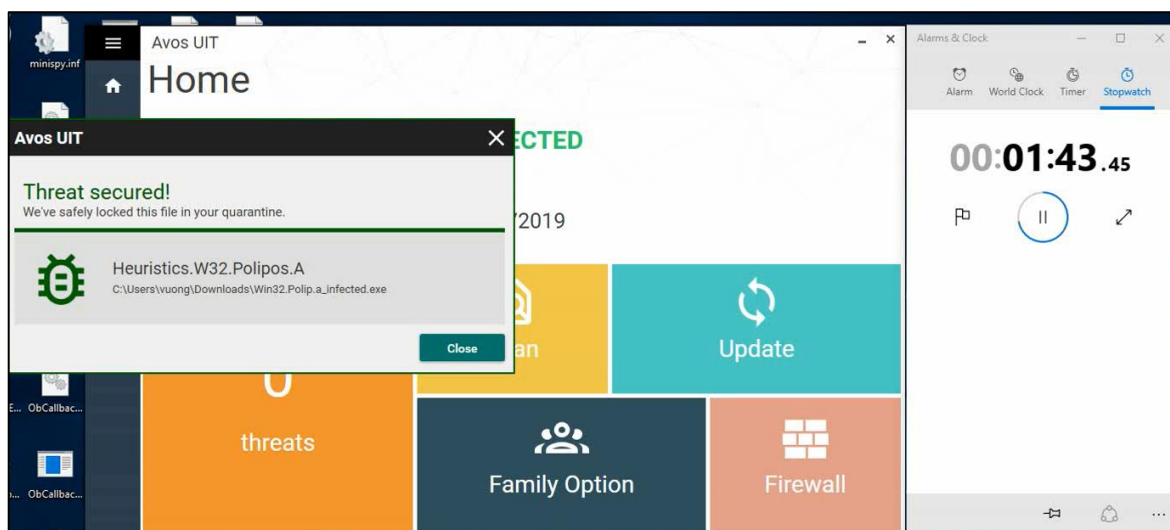 minispy.inf
Avos UIT
Home
ECTED
/2019
Avos UIT
Threat secured!
We've safely locked this file in your quarantine.
Heuristics.W32.Polipos.A
C:\Users\vuong\Downloads\Win32.Polip.a_infected.exe
Close
an
Update
0
threats
Family Option
Firewall
E... ObCallbac...
ObCallbac...
Alarms & Clock
Alarm
World Clock
Timer
Stopwatch
00:01:43.45